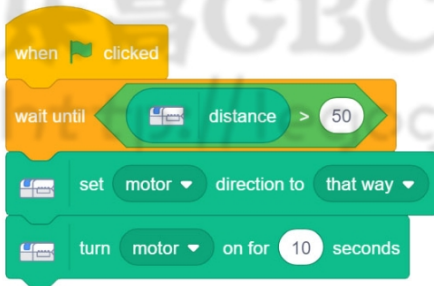 when clicked
wait until distance > 50
set motor direction to that way
turn motor on for 10 seconds